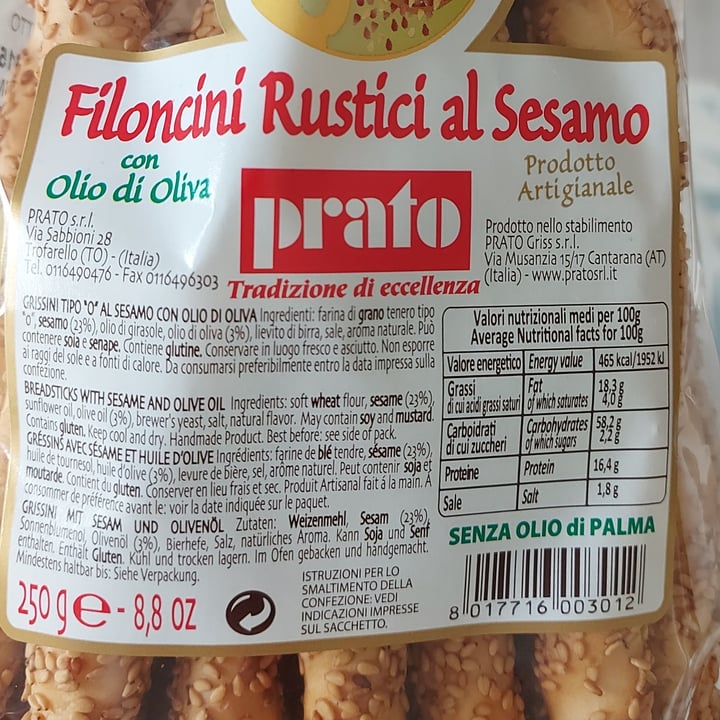 Filoncini Rustici al Sesamo
con
Olio di Oliva
Prodotto
Artigianale
prato
Tradizione di eccellenza
PRATO s.r.l.
Via Sabbioni 28
Trofarello (TO) - (Italia)
Tel. 0116490476 - Fax 0116496303
Prodotto nello stabilimento
PRATO Griss s.r.l.
Via Musanzia 15/17 Cantarana (AT)
(Italia) - www.pratosrl.it
GRISSINI TIPO "0" AL SESAMO CON OLIO DI OLIVA Ingredienti: farina di grano tenero tipo
"0", sesamo (23%), olio di girasole, olio di oliva (3%), lievito di birra, sale, aroma naturale. Può
contenere soia e senape. Contiene glutine. Conservare in luogo fresco e asciutto. Non esporre
ai raggi del sole e a fonti di calore. Da consumarsi preferibilmente entro la data impressa sulla
confezione.
BREADSTICKS WITH SESAME AND OLIVE OIL Ingredients: soft wheat flour, sesame (23%),
sunflower oil, olive oil (3%), brewer's yeast, salt, natural flavor. May contain soy and mustard.
Contains gluten. Keep cool and dry. Handmade Product. Best before: see side of pack.
GRESSINS AVEC SÉSAME ET HUILE D'OLIVE Ingrédients: farine de blé tendre, sésame (23%),
huile de tournesol, huile d'olive (3%), levure de bière, sel, arôme naturel. Peut contenir soja et
moutarde. Contient du gluten. Conserver en lieu frais et sec. Produit Artisanal fait á la main. A
consommer de préférence avant le: voir la date indiquée sur le paquet.
GRISSINI MIT SESAM UND OLIVENÖL Zutaten: Weizenmehl, Sesam (23%),
Sonnenblumenöl, Olivenöl (3%), Bierhefe, Salz, natürliches Aroma. Kann Soja und Senf
enthalten. Enthält Gluten. Kühl und trocken lagern. Im Ofen gebacken und handgemacht.
Mindestens haltbar bis: Siehe Verpackung.
Valori nutrizionali medi per 100g
Average Nutritional facts for 100g
Valore energetico Energy value 465 kcal/1952 kJ
Grassi Fat 18,3 g
di cui acidi grassi saturi of which saturates 4,0 g
Carboidrati Carbohydrates 58,2 g
di cui zuccheri of which sugars 2,2 g
Proteine Protein 16,4 g
Sale Salt 1,8 g
SENZA OLIO di PALMA
250 g e - 8,8 OZ
ISTRUZIONI PER LO
SMALTIMENTO DELLA
CONFEZIONE: VEDI
INDICAZIONI IMPRESSE
SUL SACCHETTO.
8 017716 003012